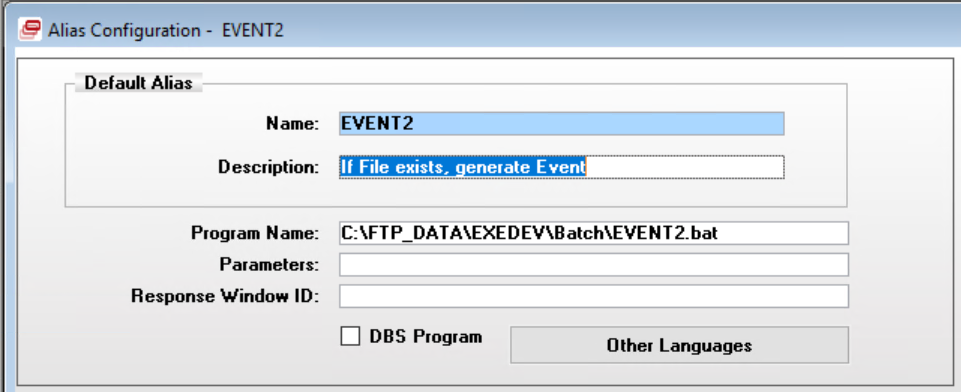 Alias Configuration - EVENT2
Default Alias
Name: EVENT2
Description: If File exists, generate Event
Program Name: C:\FTP_DATA\EXEDEV\Batch\EVENT2.bat
Parameters:
Response Window ID:
DBS Program
Other Languages